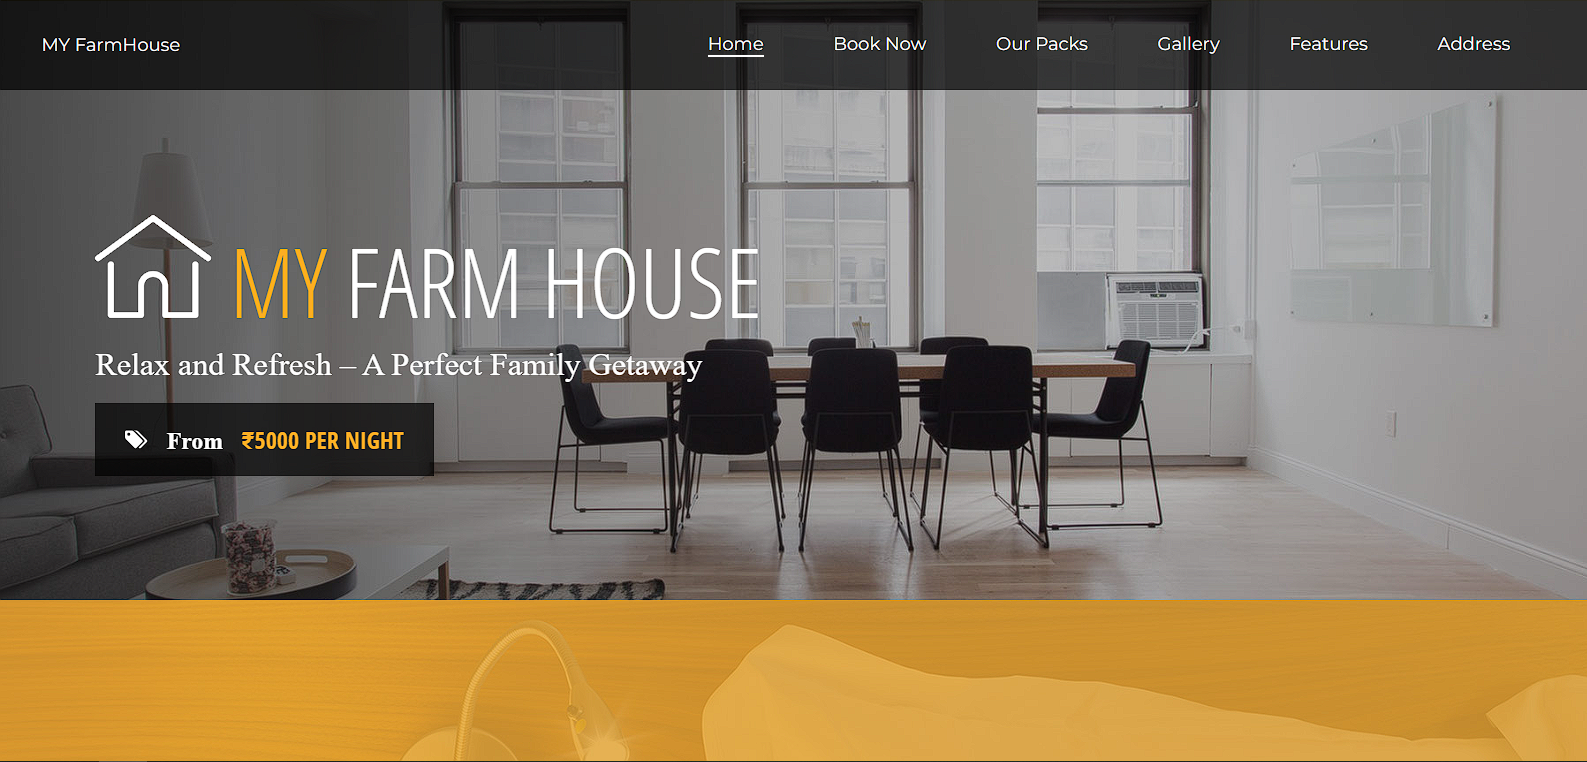 MY FarmHouse
Home Book Now Our Packs Gallery Features Address
MY FARM HOUSE
Relax and Refresh – A Perfect Family Getaway
From ₹5000 PER NIGHT